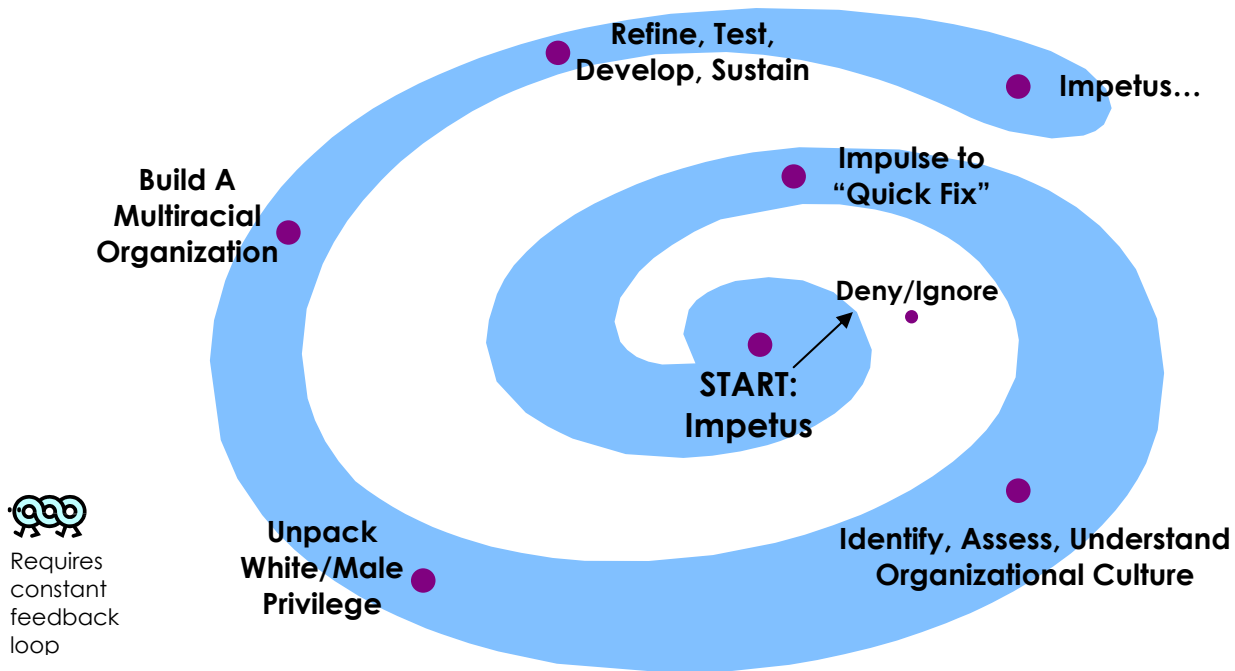 Refine, Test,
Develop, Sustain
Impetus…
Impulse to
“Quick Fix”
Build A
Multiracial
Organization
Deny/Ignore
START:
Impetus
Unpack
White/Male
Privilege
Identify, Assess, Understand
Organizational Culture
Requires
constant
feedback
loop